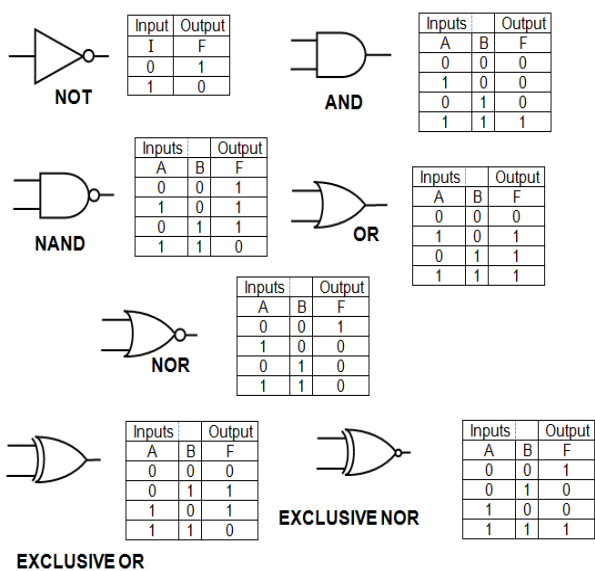 Input Output
I F
0 1
1 0
NOT
Inputs Output
A B F
0 0 0
1 0 0
0 1 0
1 1 1
AND
Inputs Output
A B F
0 0 1
1 0 1
0 1 1
1 1 0
NAND
Inputs Output
A B F
0 0 0
1 0 1
0 1 1
1 1 1
OR
Inputs Output
A B F
0 0 1
1 0 0
0 1 0
1 1 0
NOR
Inputs Output
A B F
0 0 0
0 1 1
1 0 1
1 1 0
EXCLUSIVE OR
Inputs Output
A B F
0 0 1
0 1 0
1 0 0
1 1 1
EXCLUSIVE NOR